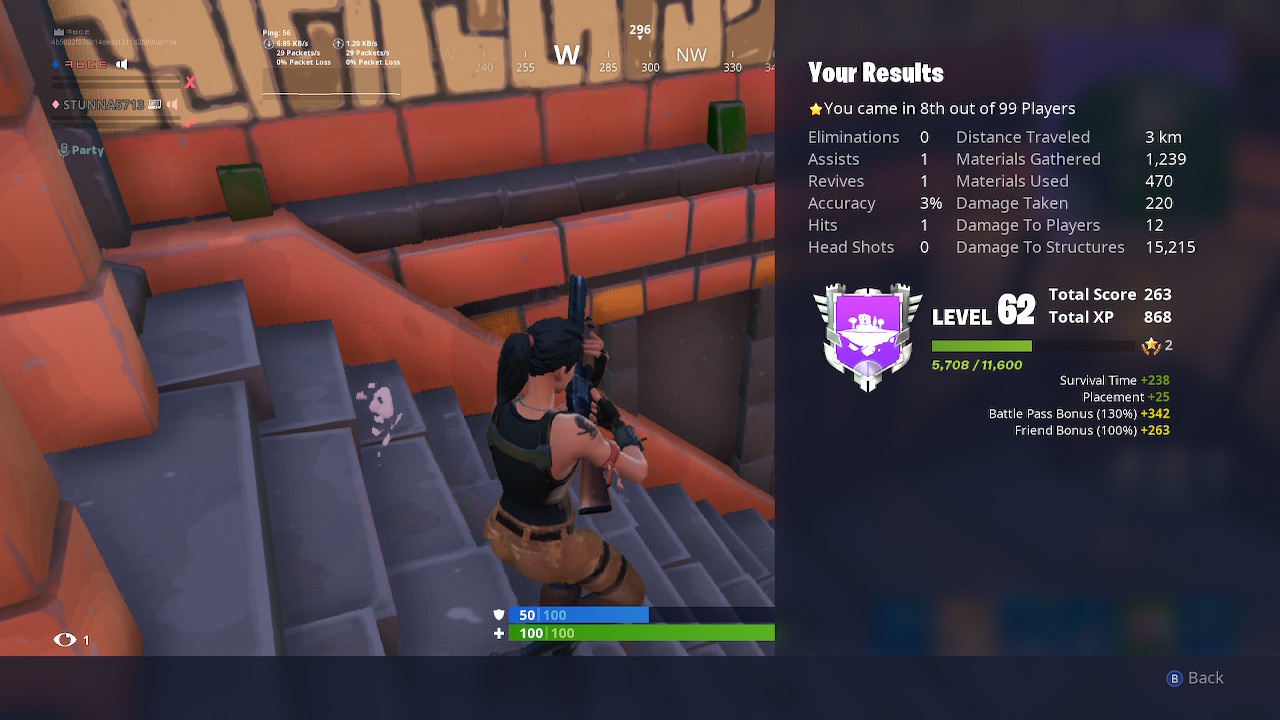 Ping: 56
6.85 KB/s 1.20 KB/s
29 Packets/s 29 Packets/s
0% Packet Loss 0% Packet Loss
296
W 240 255 W 285 300 NW 330
STUNNA5713
Party
Your Results
You came in 8th out of 99 Players
Eliminations 0 Distance Traveled 3 km
Assists 1 Materials Gathered 1,239
Revives 1 Materials Used 470
Accuracy 3% Damage Taken 220
Hits 1 Damage To Players 12
Head Shots 0 Damage To Structures 15,215
LEVEL 62
Total Score 263
Total XP 868
2
5,708 / 11,600
Survival Time +238
Placement +25
Battle Pass Bonus (130%) +342
Friend Bonus (100%) +263
50 | 100
100 | 100
1
B Back